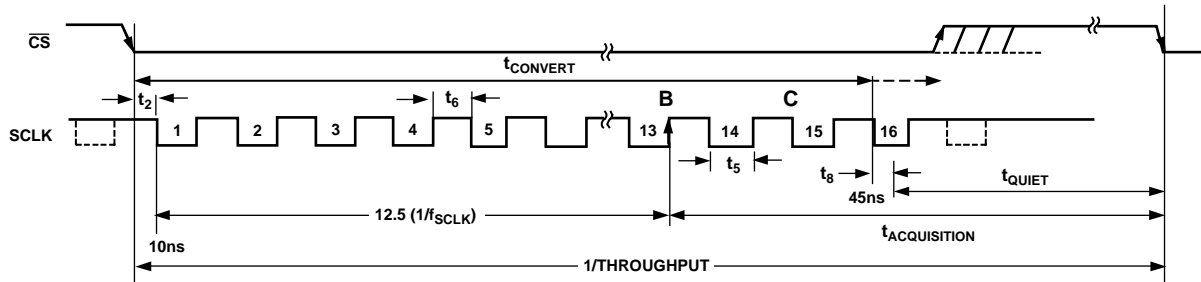 CS
tCONVERT
t2
t6
B
C
SCLK
1
2
3
4
5
13
14
15
16
t5
t8
45ns
tQUIET
12.5 (1/fSCLK)
tACQUISITION
10ns
1/THROUGHPUT